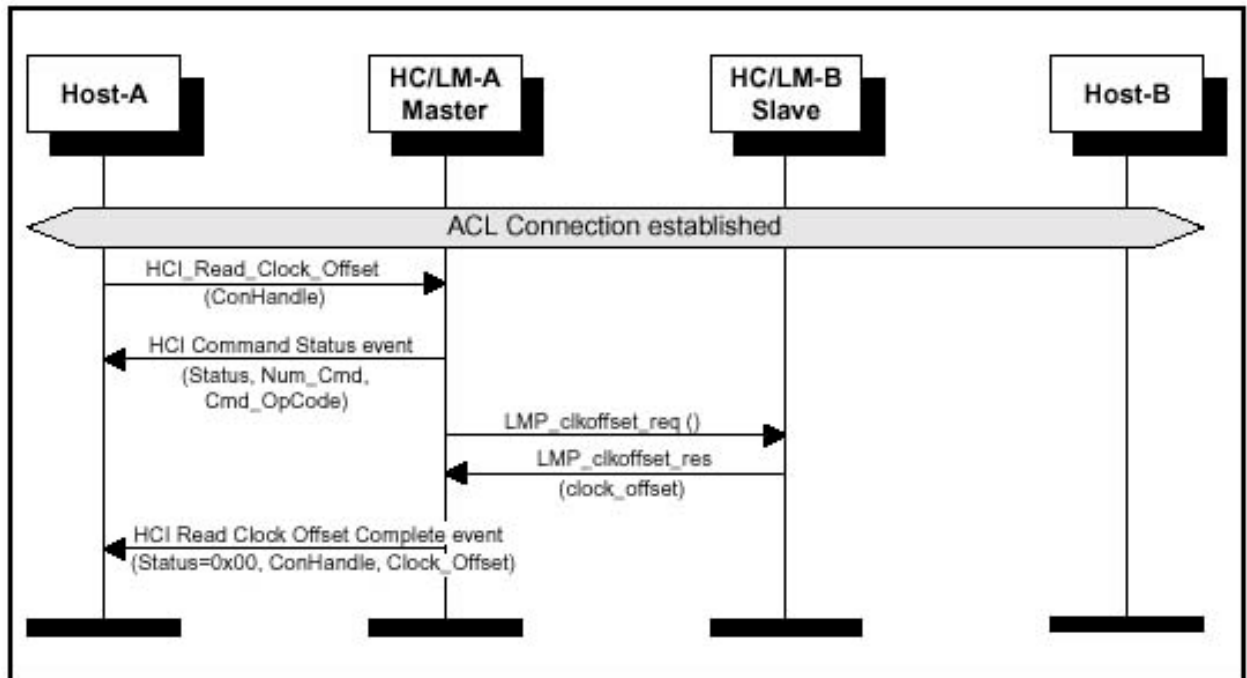 Host-A
HC/LM-A
Master
HC/LM-B
Slave
Host-B
ACL Connection established
HCI_Read_Clock_Offset
(ConHandle)
HCI Command Status event
(Status, Num_Cmd,
Cmd_OpCode)
LMP_clkoffset_req ()
LMP_clkoffset_res
(clock_offset)
HCI Read Clock Offset Complete event
(Status=0x00, ConHandle, Clock_Offset)